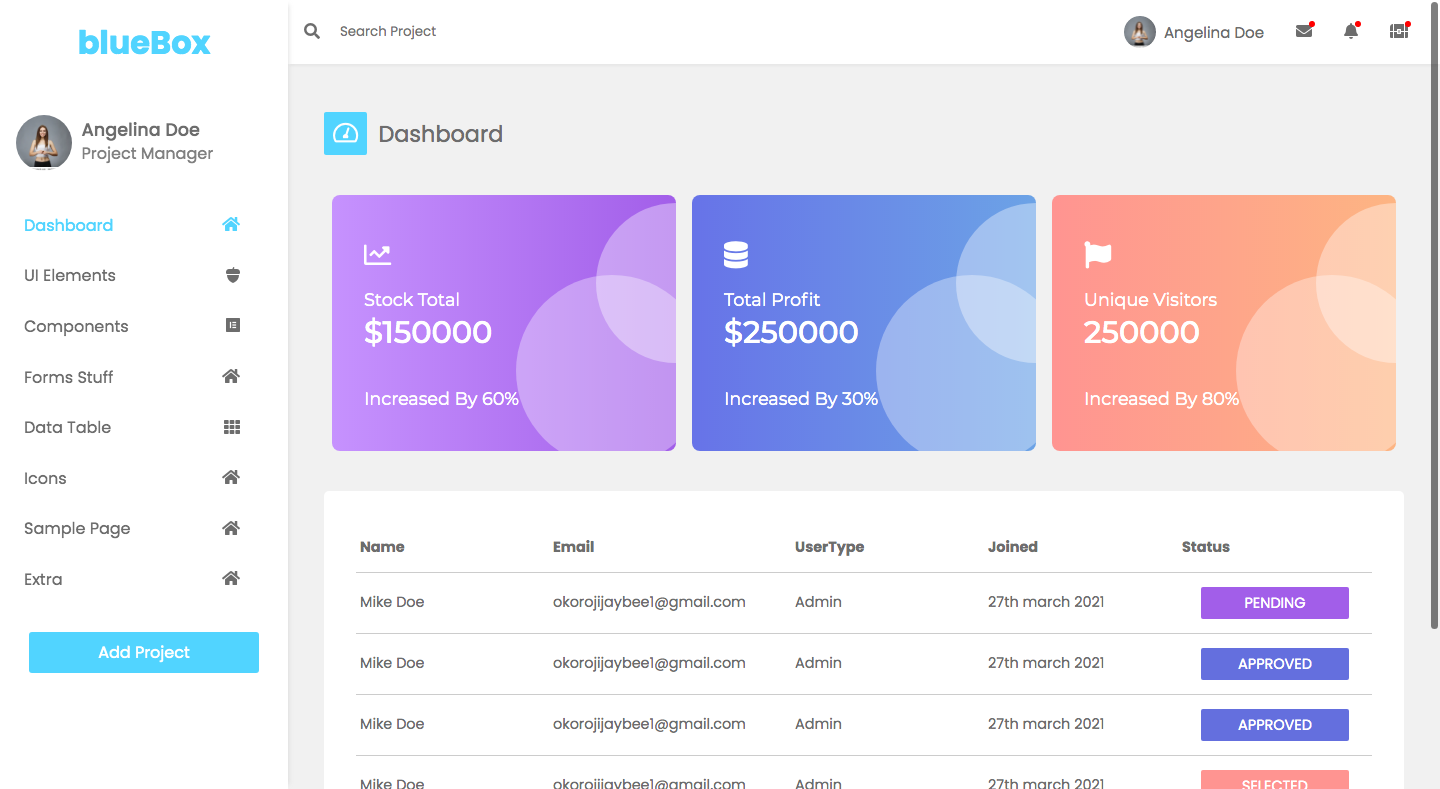 blueBox
Search Project
Angelina Doe
Angelina Doe
Project Manager
Dashboard
UI Elements
Components
Forms Stuff
Data Table
Icons
Sample Page
Extra
Add Project
Dashboard
Stock Total
$150000
Increased By 60%
Total Profit
$250000
Increased By 30%
Unique Visitors
250000
Increased By 80%
Name Email UserType Joined Status
Mike Doe okorojijaybee1@gmail.com Admin 27th march 2021 PENDING
Mike Doe okorojijaybee1@gmail.com Admin 27th march 2021 APPROVED
Mike Doe okorojijaybee1@gmail.com Admin 27th march 2021 APPROVED
Mike Doe okorojijaybee1@gmail.com Admin 27th march 2021 SELECTED